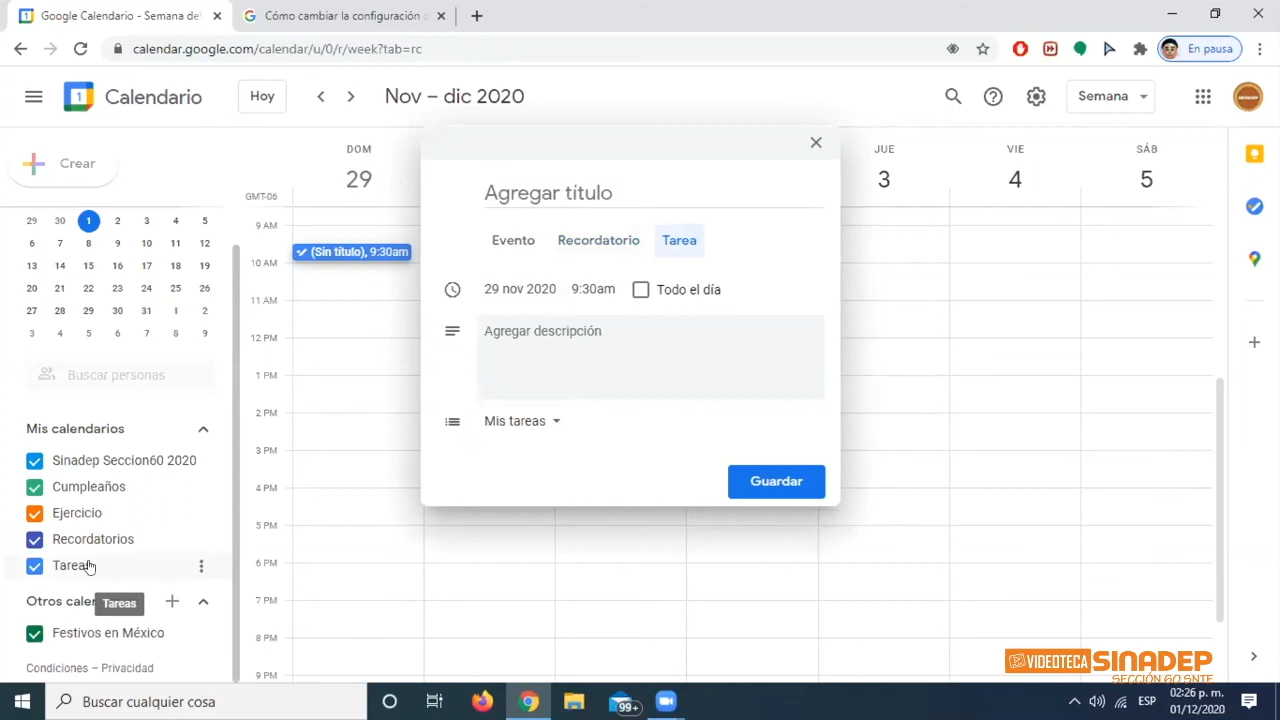 Google Calendario - Semana de
Cómo cambiar la configuración d
calendar.google.com/calendar/u/0/r/week?tab=rc
En pausa
1
Calendario
Hoy
Nov – dic 2020
Semana
Crear
DOM
29
JUE
3
VIE
4
SÁB
5
GMT-06
29 30 1 2 3 4 5
6 7 8 9 10 11 12
13 14 15 16 17 18 19
20 21 22 23 24 25 26
27 28 29 30 31 1 2
3 4 5 6 7 8 9
Buscar personas
Mis calendarios
Sinadep Seccion60 2020
Cumpleaños
Ejercicio
Recordatorios
Tarea
Tareas
Otros calen
Festivos en México
Condiciones – Privacidad
9 AM
10 AM
11 AM
12 PM
1 PM
2 PM
3 PM
4 PM
5 PM
6 PM
7 PM
8 PM
9 PM
(Sin título), 9:30am
Agregar título
Evento Recordatorio Tarea
29 nov 2020 9:30am Todo el día
Agregar descripción
Mis tareas
Guardar
VIDEOTECA SINADEP
SECCIÓN 60 SNTE
Buscar cualquier cosa
99+
ESP
02:26 p. m.
01/12/2020